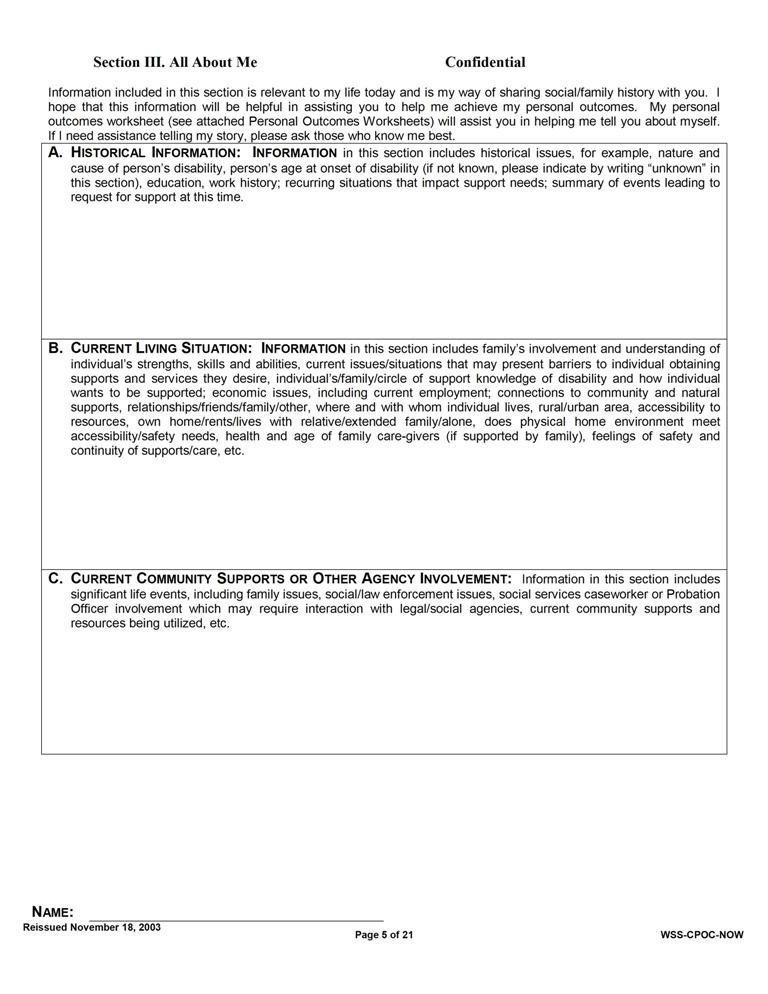 Section III. All About Me Confidential
Information included in this section is relevant to my life today and is my way of sharing social/family history with you. I
hope that this information will be helpful in assisting you to help me achieve my personal outcomes. My personal
outcomes worksheet (see attached Personal Outcomes Worksheets) will assist you in helping me tell you about myself.
If I need assistance telling my story, please ask those who know me best.
A. HISTORICAL INFORMATION: INFORMATION in this section includes historical issues, for example, nature and
cause of person's disability, person's age at onset of disability (if not known, please indicate by writing “unknown” in
this section), education, work history; recurring situations that impact support needs; summary of events leading to
request for support at this time.
B. CURRENT LIVING SITUATION: INFORMATION in this section includes family's involvement and understanding of
individual's strengths, skills and abilities, current issues/situations that may present barriers to individual obtaining
supports and services they desire, individual's/family/circle of support knowledge of disability and how individual
wants to be supported; economic issues, including current employment; connections to community and natural
supports, relationships/friends/family/other, where and with whom individual lives, rural/urban area, accessibility to
resources, own home/rents/lives with relative/extended family/alone, does physical home environment meet
accessibility/safety needs, health and age of family care-givers (if supported by family), feelings of safety and
continuity of supports/care, etc.
C. CURRENT COMMUNITY SUPPORTS OR OTHER AGENCY INVOLVEMENT: Information in this section includes
significant life events, including family issues, social/law enforcement issues, social services caseworker or Probation
Officer involvement which may require interaction with legal/social agencies, current community supports and
resources being utilized, etc.
NAME:
Reissued November 18, 2003
Page 5 of 21
WSS-CPOC-NOW